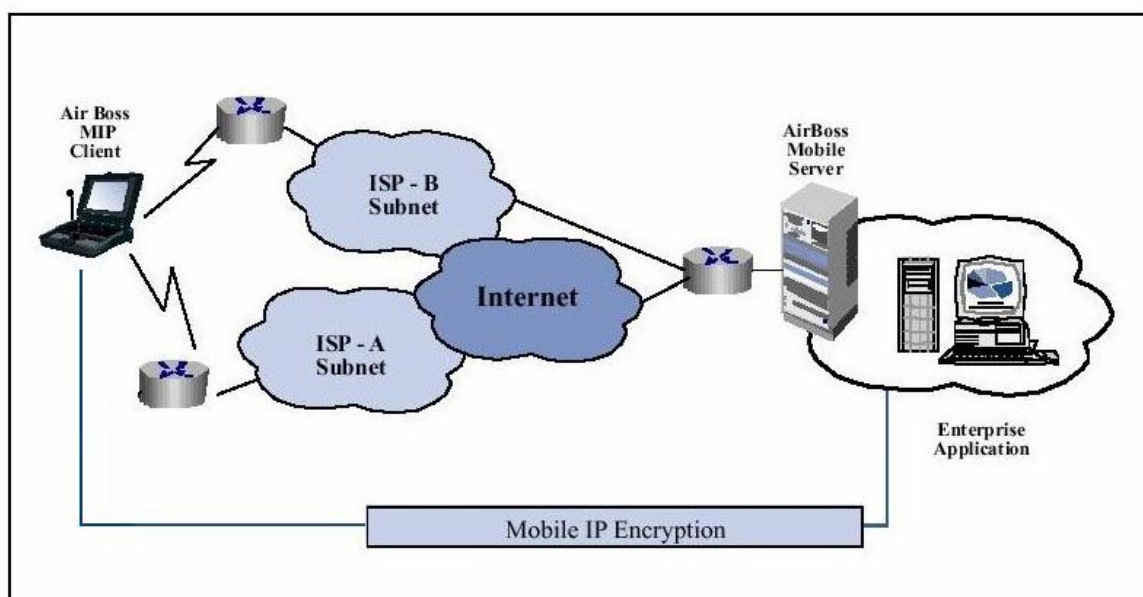 Air Boss
MIP
Client
ISP - B
Subnet
AirBoss
Mobile
Server
Internet
ISP - A
Subnet
Enterprise
Application
Mobile IP Encryption